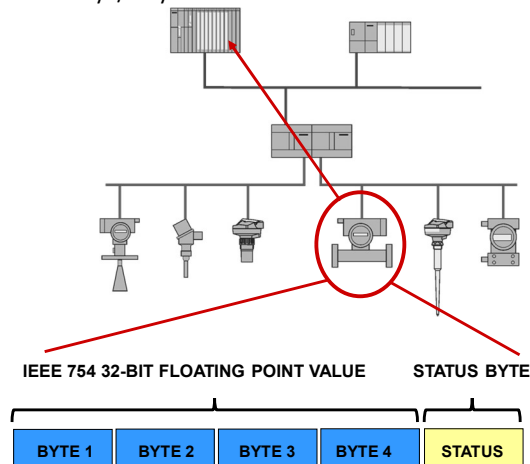 IEEE 754 32-BIT FLOATING POINT VALUE STATUS BYTE
BYTE 1 BYTE 2 BYTE 3 BYTE 4 STATUS